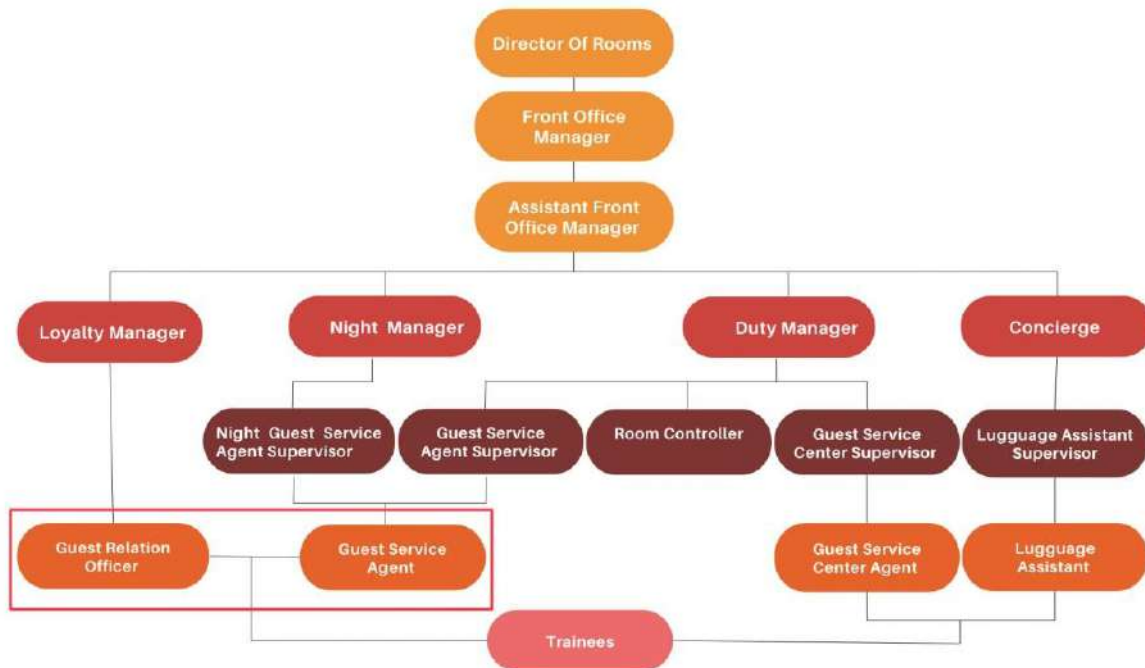 Director Of Rooms
Front Office
Manager
Assistant Front
Office Manager
Loyalty Manager
Night Manager
Duty Manager
Concierge
Night Guest Service
Agent Supervisor
Guest Service
Agent Supervisor
Room Controller
Guest Service
Center Supervisor
Lugguage Assistant
Supervisor
Guest Relation
Officer
Guest Service
Agent
Guest Service
Center Agent
Lugguage
Assistant
Trainees